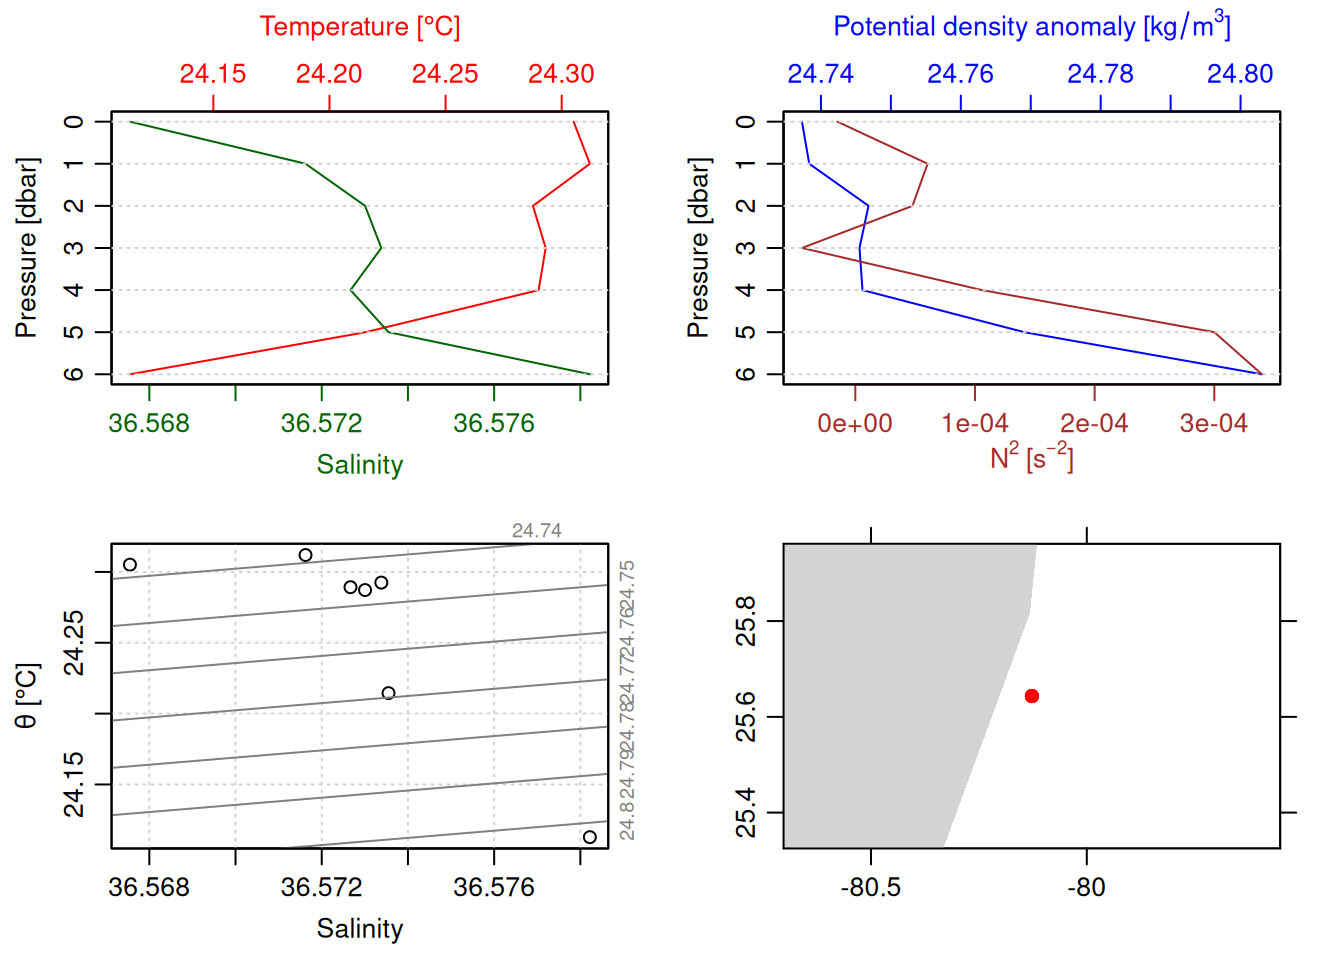 Temperature [°C]
24.15 24.20 24.25 24.30
Pressure [dbar]
0
1
2
3
4
5
6
36.568 36.572 36.576
Salinity
Potential density anomaly [kg/m³]
24.74 24.76 24.78 24.80
Pressure [dbar]
0
1
2
3
4
5
6
0e+00 1e-04 2e-04 3e-04
N² [s⁻²]
24.74
θ [°C]
24.25
24.15
24.75
24.76
24.77
24.78
24.79
24.8
36.568 36.572 36.576
Salinity
25.8
25.6
25.4
-80.5 -80